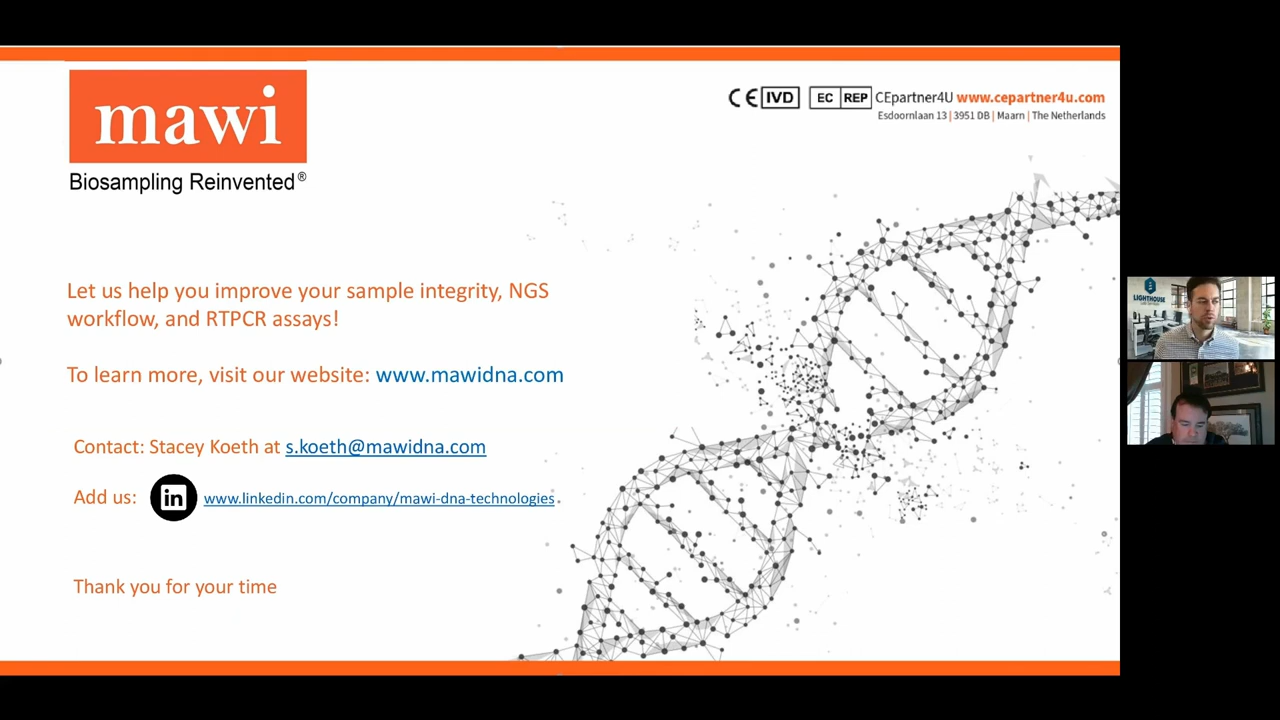 mawi
Biosampling Reinvented®
CE IVD EC REP CEpartner4U www.cepartner4u.com
Esdoornlaan 13 | 3951 DB | Maarn | The Netherlands
Let us help you improve your sample integrity, NGS
workflow, and RTPCR assays!
To learn more, visit our website: www.mawidna.com
Contact: Stacey Koeth at s.koeth@mawidna.com
Add us: in www.linkedin.com/company/mawi-dna-technologies
Thank you for your time
LIGHTHOUSE